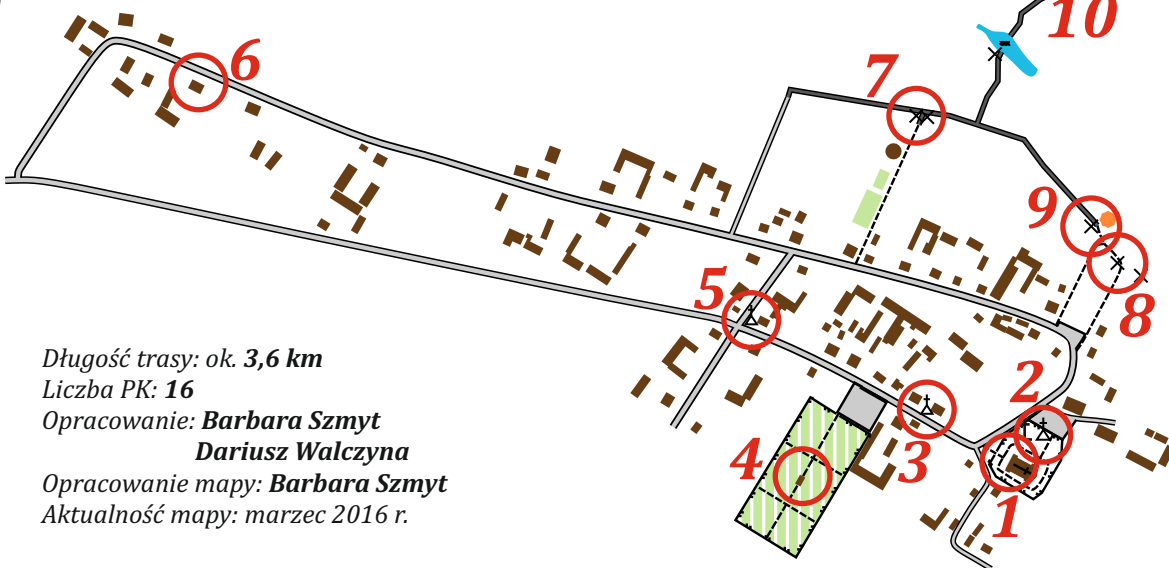 10
6
7
9
8
5
2
4
3
1
Długość trasy: ok. 3,6 km
Liczba PK: 16
Opracowanie: Barbara Szmyt
Dariusz Walczyna
Opracowanie mapy: Barbara Szmyt
Aktualność mapy: marzec 2016 r.